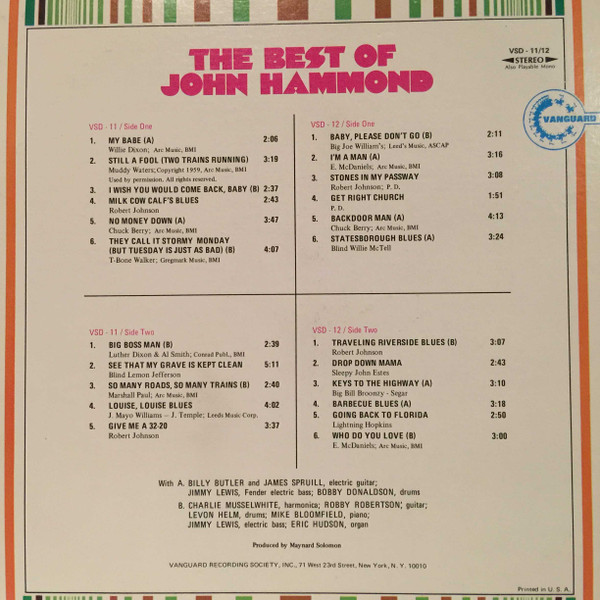 THE BEST OF
JOHN HAMMOND
VSD - 11/12
STEREO
Also Playable Mono
VANGUARD
VSD - 11 / Side One
1. MY BABE (A) 2:06
Willie Dixon; Arc Music, BMI
2. STILL A FOOL (TWO TRAINS RUNNING) 3:19
Muddy Waters; Copyright 1959, Arc Music, BMI
Used by permission. All rights reserved.
3. I WISH YOU WOULD COME BACK, BABY (B) 2:37
4. MILK COW CALF'S BLUES 2:43
Robert Johnson
5. NO MONEY DOWN (A) 3:47
Chuck Berry; Arc Music, BMI
6. THEY CALL IT STORMY MONDAY
(BUT TUESDAY IS JUST AS BAD) (B) 4:07
T-Bone Walker; Gregmark Music, BMI
VSD - 12 / Side One
1. BABY, PLEASE DON'T GO (B) 2:11
Big Joe William's; Leed's Music, ASCAP
2. I'M A MAN (A) 3:16
E. McDaniels; Arc Music, BMI
3. STONES IN MY PASSWAY 3:08
Robert Johnson; P. D.
4. GET RIGHT CHURCH 1:51
P. D.
5. BACKDOOR MAN (A) 4:13
Chuck Berry; Arc Music, BMI
6. STATESBOROUGH BLUES (A) 3:24
Blind Willie McTell
VSD - 11 / Side Two
1. BIG BOSS MAN (B) 2:39
Luther Dixon & Al Smith; Conrad Publ., BMI
2. SEE THAT MY GRAVE IS KEPT CLEAN 5:11
Blind Lemon Jefferson
3. SO MANY ROADS, SO MANY TRAINS (B) 2:40
Marshall Paul; Arc Music, BMI
4. LOUISE, LOUISE BLUES 4:02
J. Mayo Williams - J. Temple; Leeds Music Corp.
5. GIVE ME A 32-20 3:37
Robert Johnson
VSD - 12 / Side Two
1. TRAVELING RIVERSIDE BLUES (B) 3:07
Robert Johnson
2. DROP DOWN MAMA 2:43
Sleepy John Estes
3. KEYS TO THE HIGHWAY (A) 3:10
Big Bill Broonzy - Segar
4. BARBECUE BLUES (A) 3:18
5. GOING BACK TO FLORIDA 2:50
Lightning Hopkins
6. WHO DO YOU LOVE (B) 3:00
E. McDaniels; Arc Music, BMI
With A. BILLY BUTLER and JAMES SPRUILL, electric guitar;
JIMMY LEWIS, Fender electric bass; BOBBY DONALDSON, drums
B. CHARLIE MUSSELWHITE, harmonica; ROBBY ROBERTSON, guitar;
LEVON HELM, drums; MIKE BLOOMFIELD, piano;
JIMMY LEWIS, electric bass; ERIC HUDSON, organ
Produced by Maynard Solomon
VANGUARD RECORDING SOCIETY, INC., 71 West 23rd Street, New York, N. Y. 10010
Printed in U. S. A.